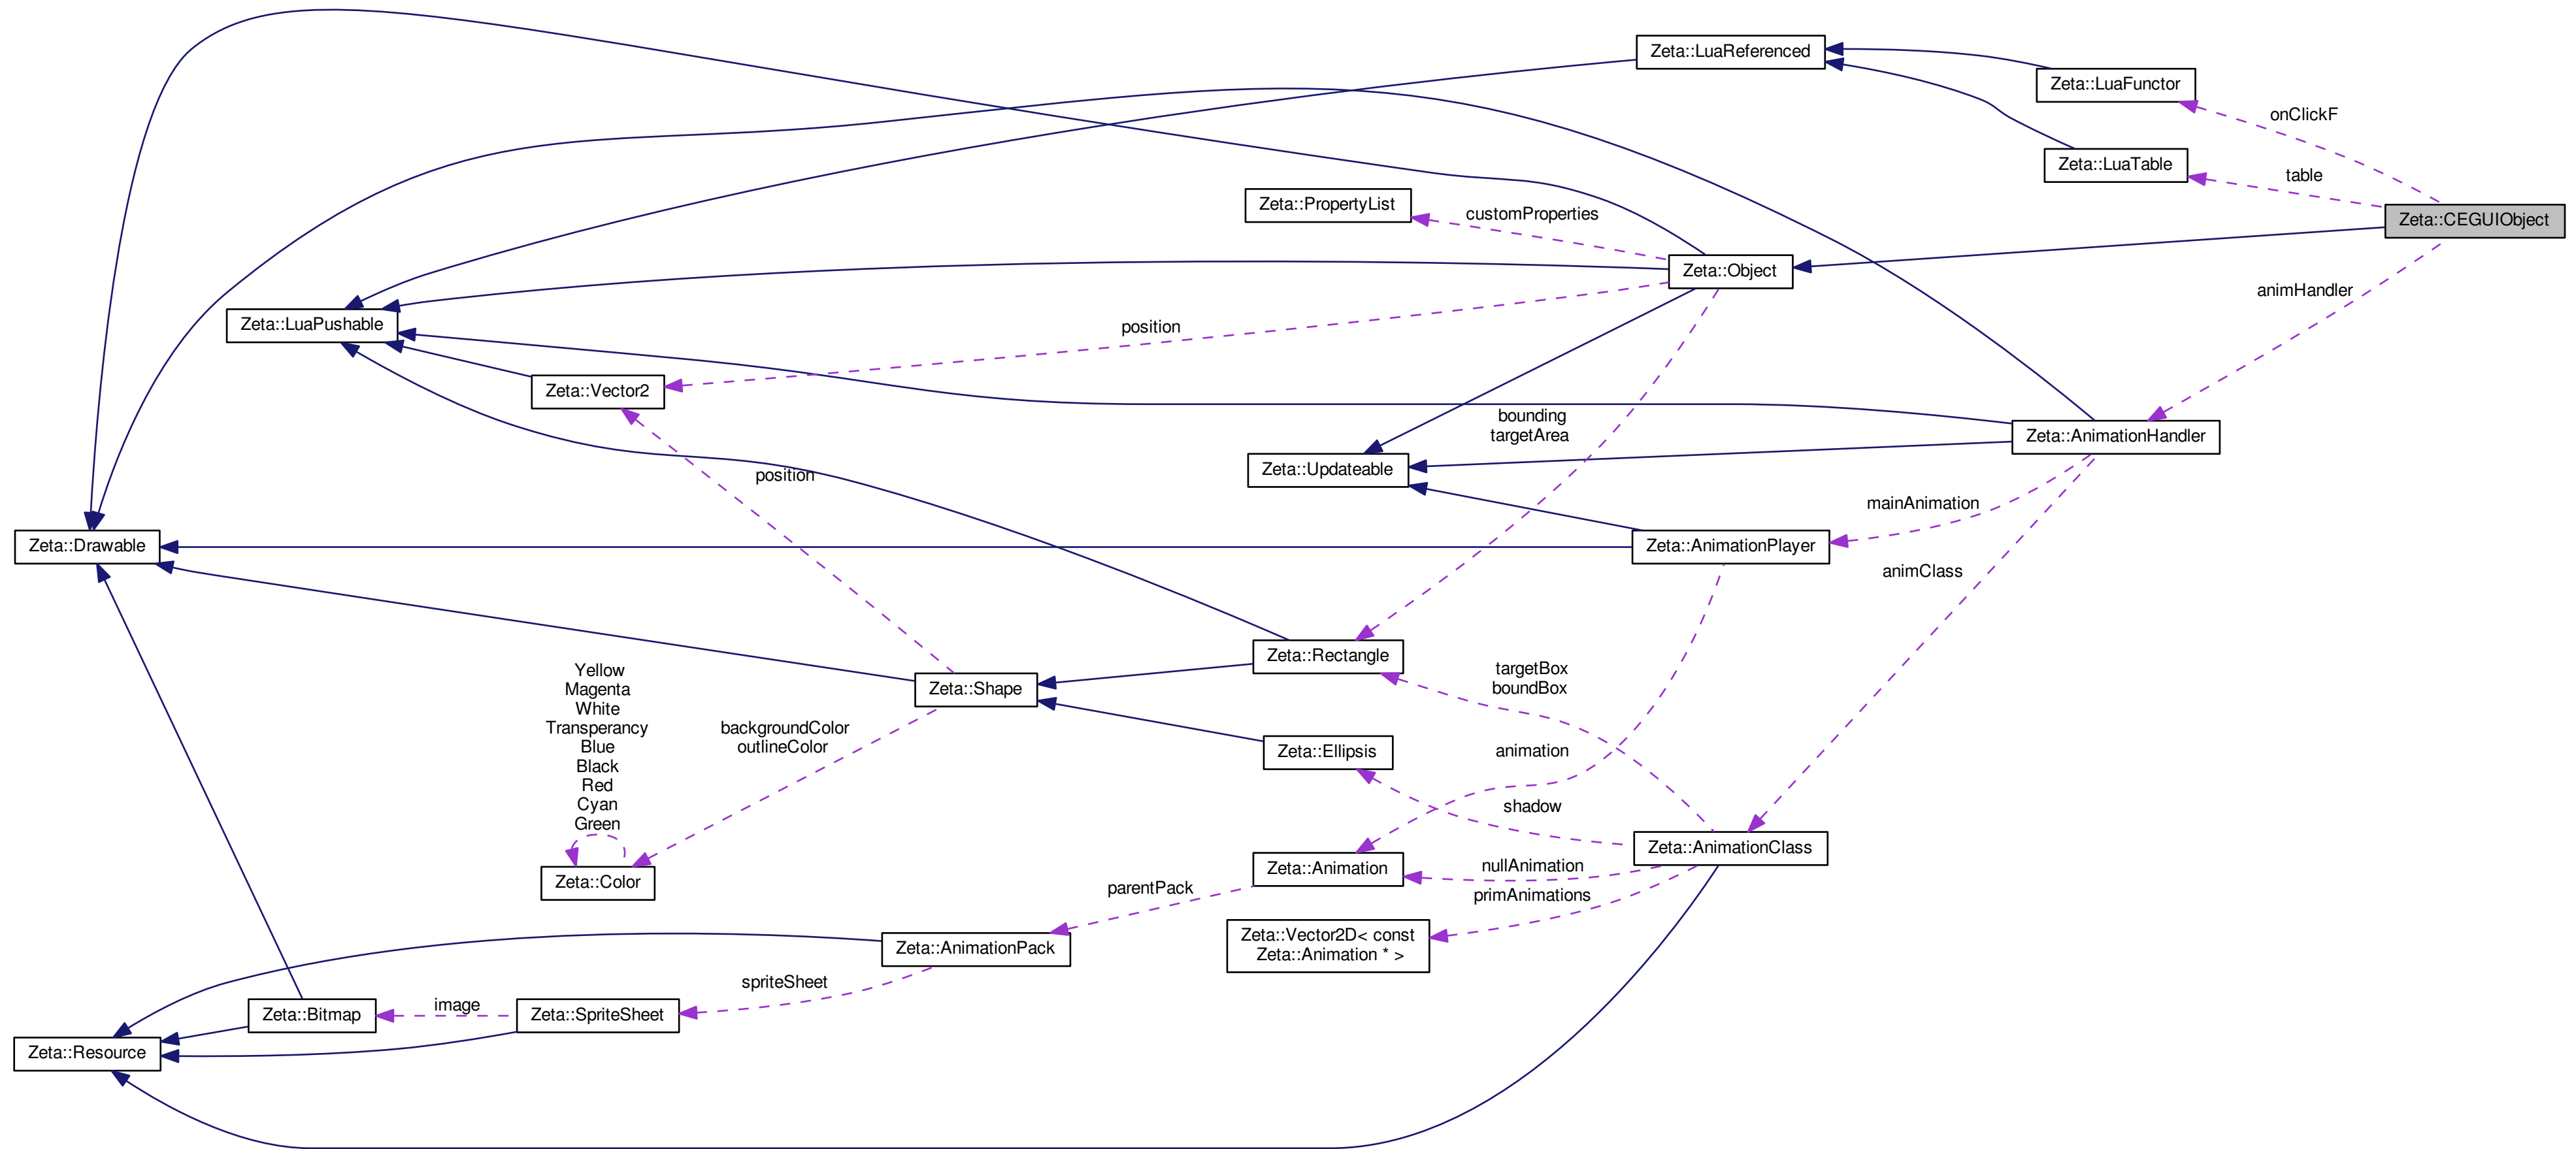 Zeta::LuaReferenced
Zeta::LuaFunctor
onClickF
Zeta::LuaTable
table
Zeta::PropertyList
customProperties
Zeta::CEGUIObject
Zeta::Object
animHandler
Zeta::LuaPushable
position
Zeta::Vector2
bounding
targetArea
Zeta::AnimationHandler
Zeta::Updateable
position
mainAnimation
Zeta::Drawable
Zeta::AnimationPlayer
animClass
Zeta::Rectangle
Zeta::Shape
targetBox
boundBox
Yellow
Magenta
White
Transperancy
Blue
Black
Red
Cyan
Green
backgroundColor
outlineColor
Zeta::Ellipsis
animation
shadow
Zeta::AnimationClass
Zeta::Color
Zeta::Animation
nullAnimation
primAnimations
parentPack
Zeta::Vector2D< const
Zeta::Animation * >
Zeta::AnimationPack
spriteSheet
Zeta::Bitmap
image
Zeta::SpriteSheet
Zeta::Resource